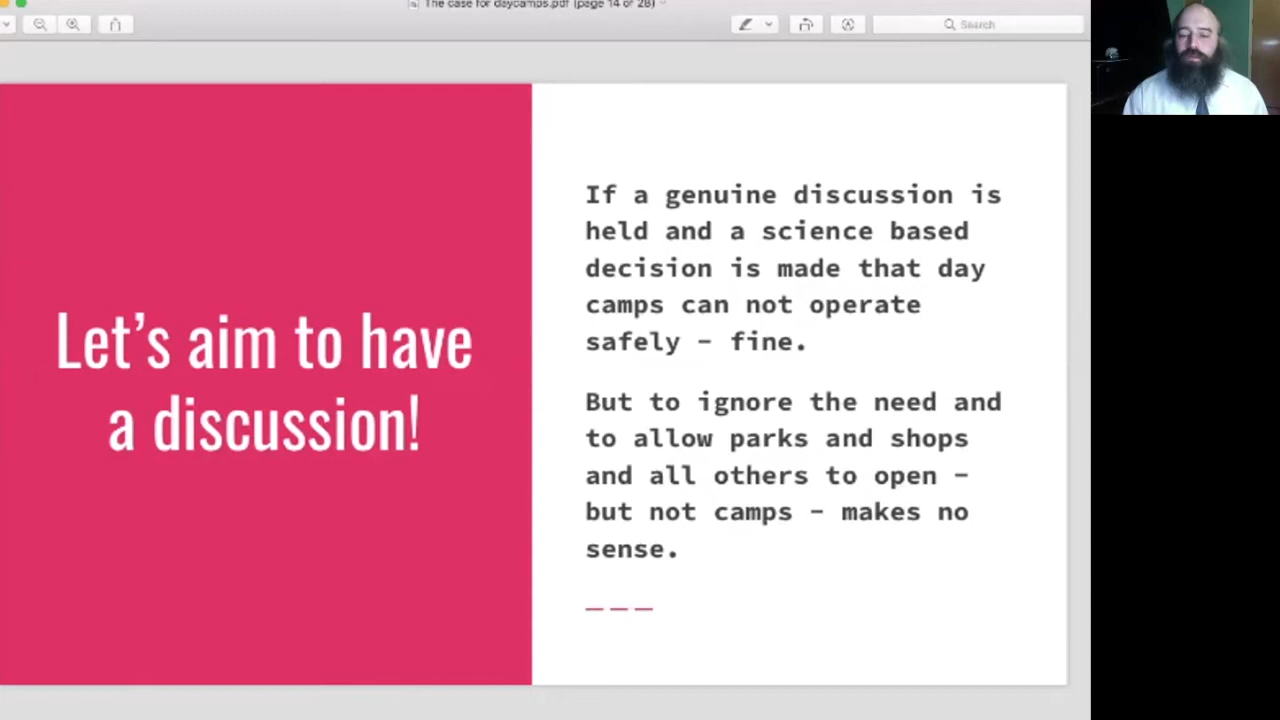 The case for daycamps.pdf (page 14 of 28)
Search
Let's aim to have
a discussion!
If a genuine discussion is
held and a science based
decision is made that day
camps can not operate
safely – fine.
But to ignore the need and
to allow parks and shops
and all others to open –
but not camps – makes no
sense.